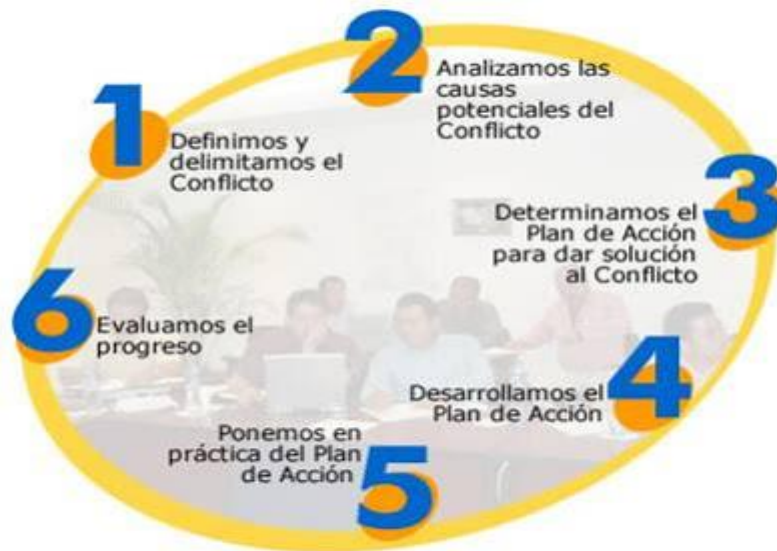 1
Definimos y
delimitamos el
Conflicto
2
Analizamos las
causas
potenciales del
Conflicto
3
Determinamos el
Plan de Acción
para dar solución
al Conflicto
4
Desarrollamos el
Plan de Acción
5
Ponemos en
práctica del Plan
de Acción
6
Evaluamos el
progreso